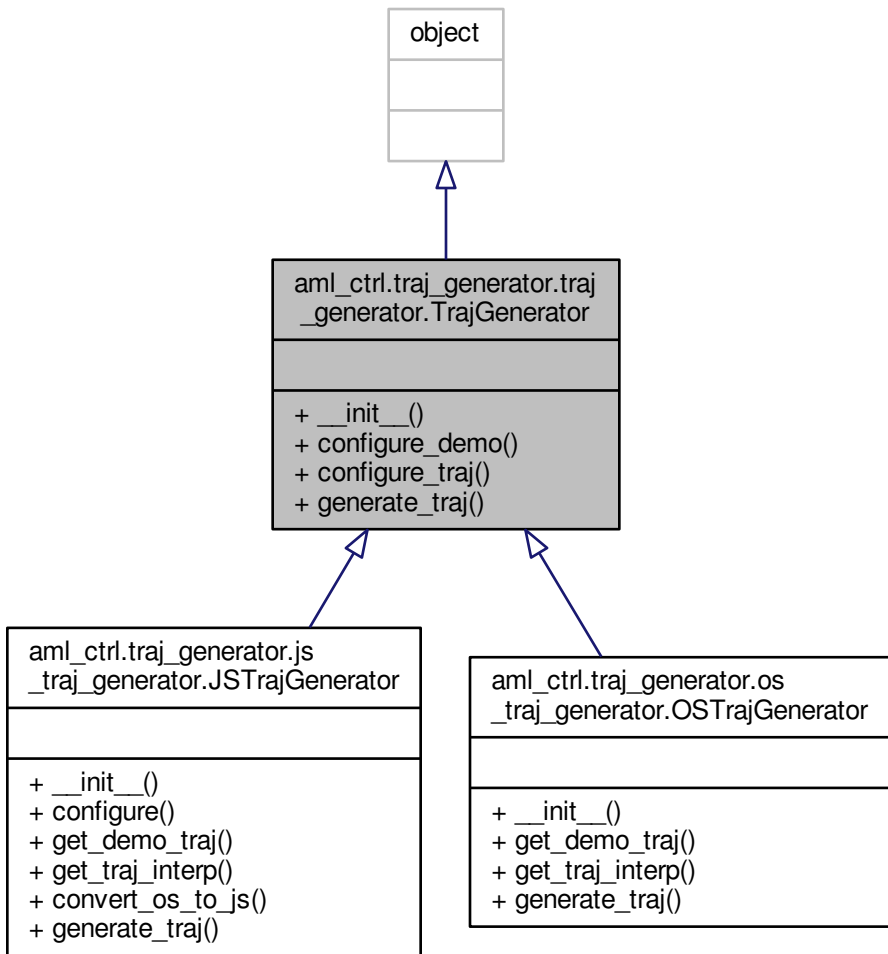 object
aml_ctrl.traj_generator.traj
_generator.TrajGenerator
+ __init__()
+ configure_demo()
+ configure_traj()
+ generate_traj()
aml_ctrl.traj_generator.js
_traj_generator.JSTrajGenerator
+ __init__()
+ configure()
+ get_demo_traj()
+ get_traj_interp()
+ convert_os_to_js()
+ generate_traj()
aml_ctrl.traj_generator.os
_traj_generator.OSTrajGenerator
+ __init__()
+ get_demo_traj()
+ get_traj_interp()
+ generate_traj()